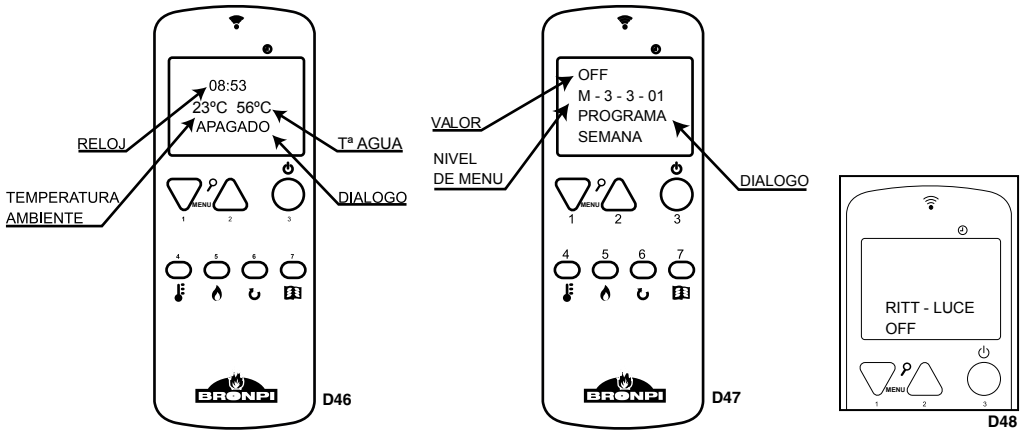 08:53
23ºC 56ºC
APAGADO
RELOJ
Tª AGUA
TEMPERATURA
AMBIENTE
DIALOGO
MENU
1
2
3
4
5
6
7
BRONPI
D46
OFF
M - 3 - 3 - 01
PROGRAMA
SEMANA
VALOR
NIVEL
DE MENU
DIALOGO
MENU
1
2
3
4
5
6
7
BRONPI
D47
RITT - LUCE
OFF
MENU
1
2
3
D48